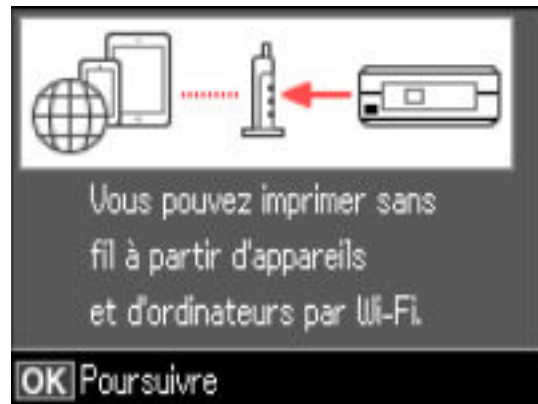 Vous pouvez imprimer sans
fil à partir d'appareils
et d'ordinateurs par Wi-Fi.
OK Poursuivre